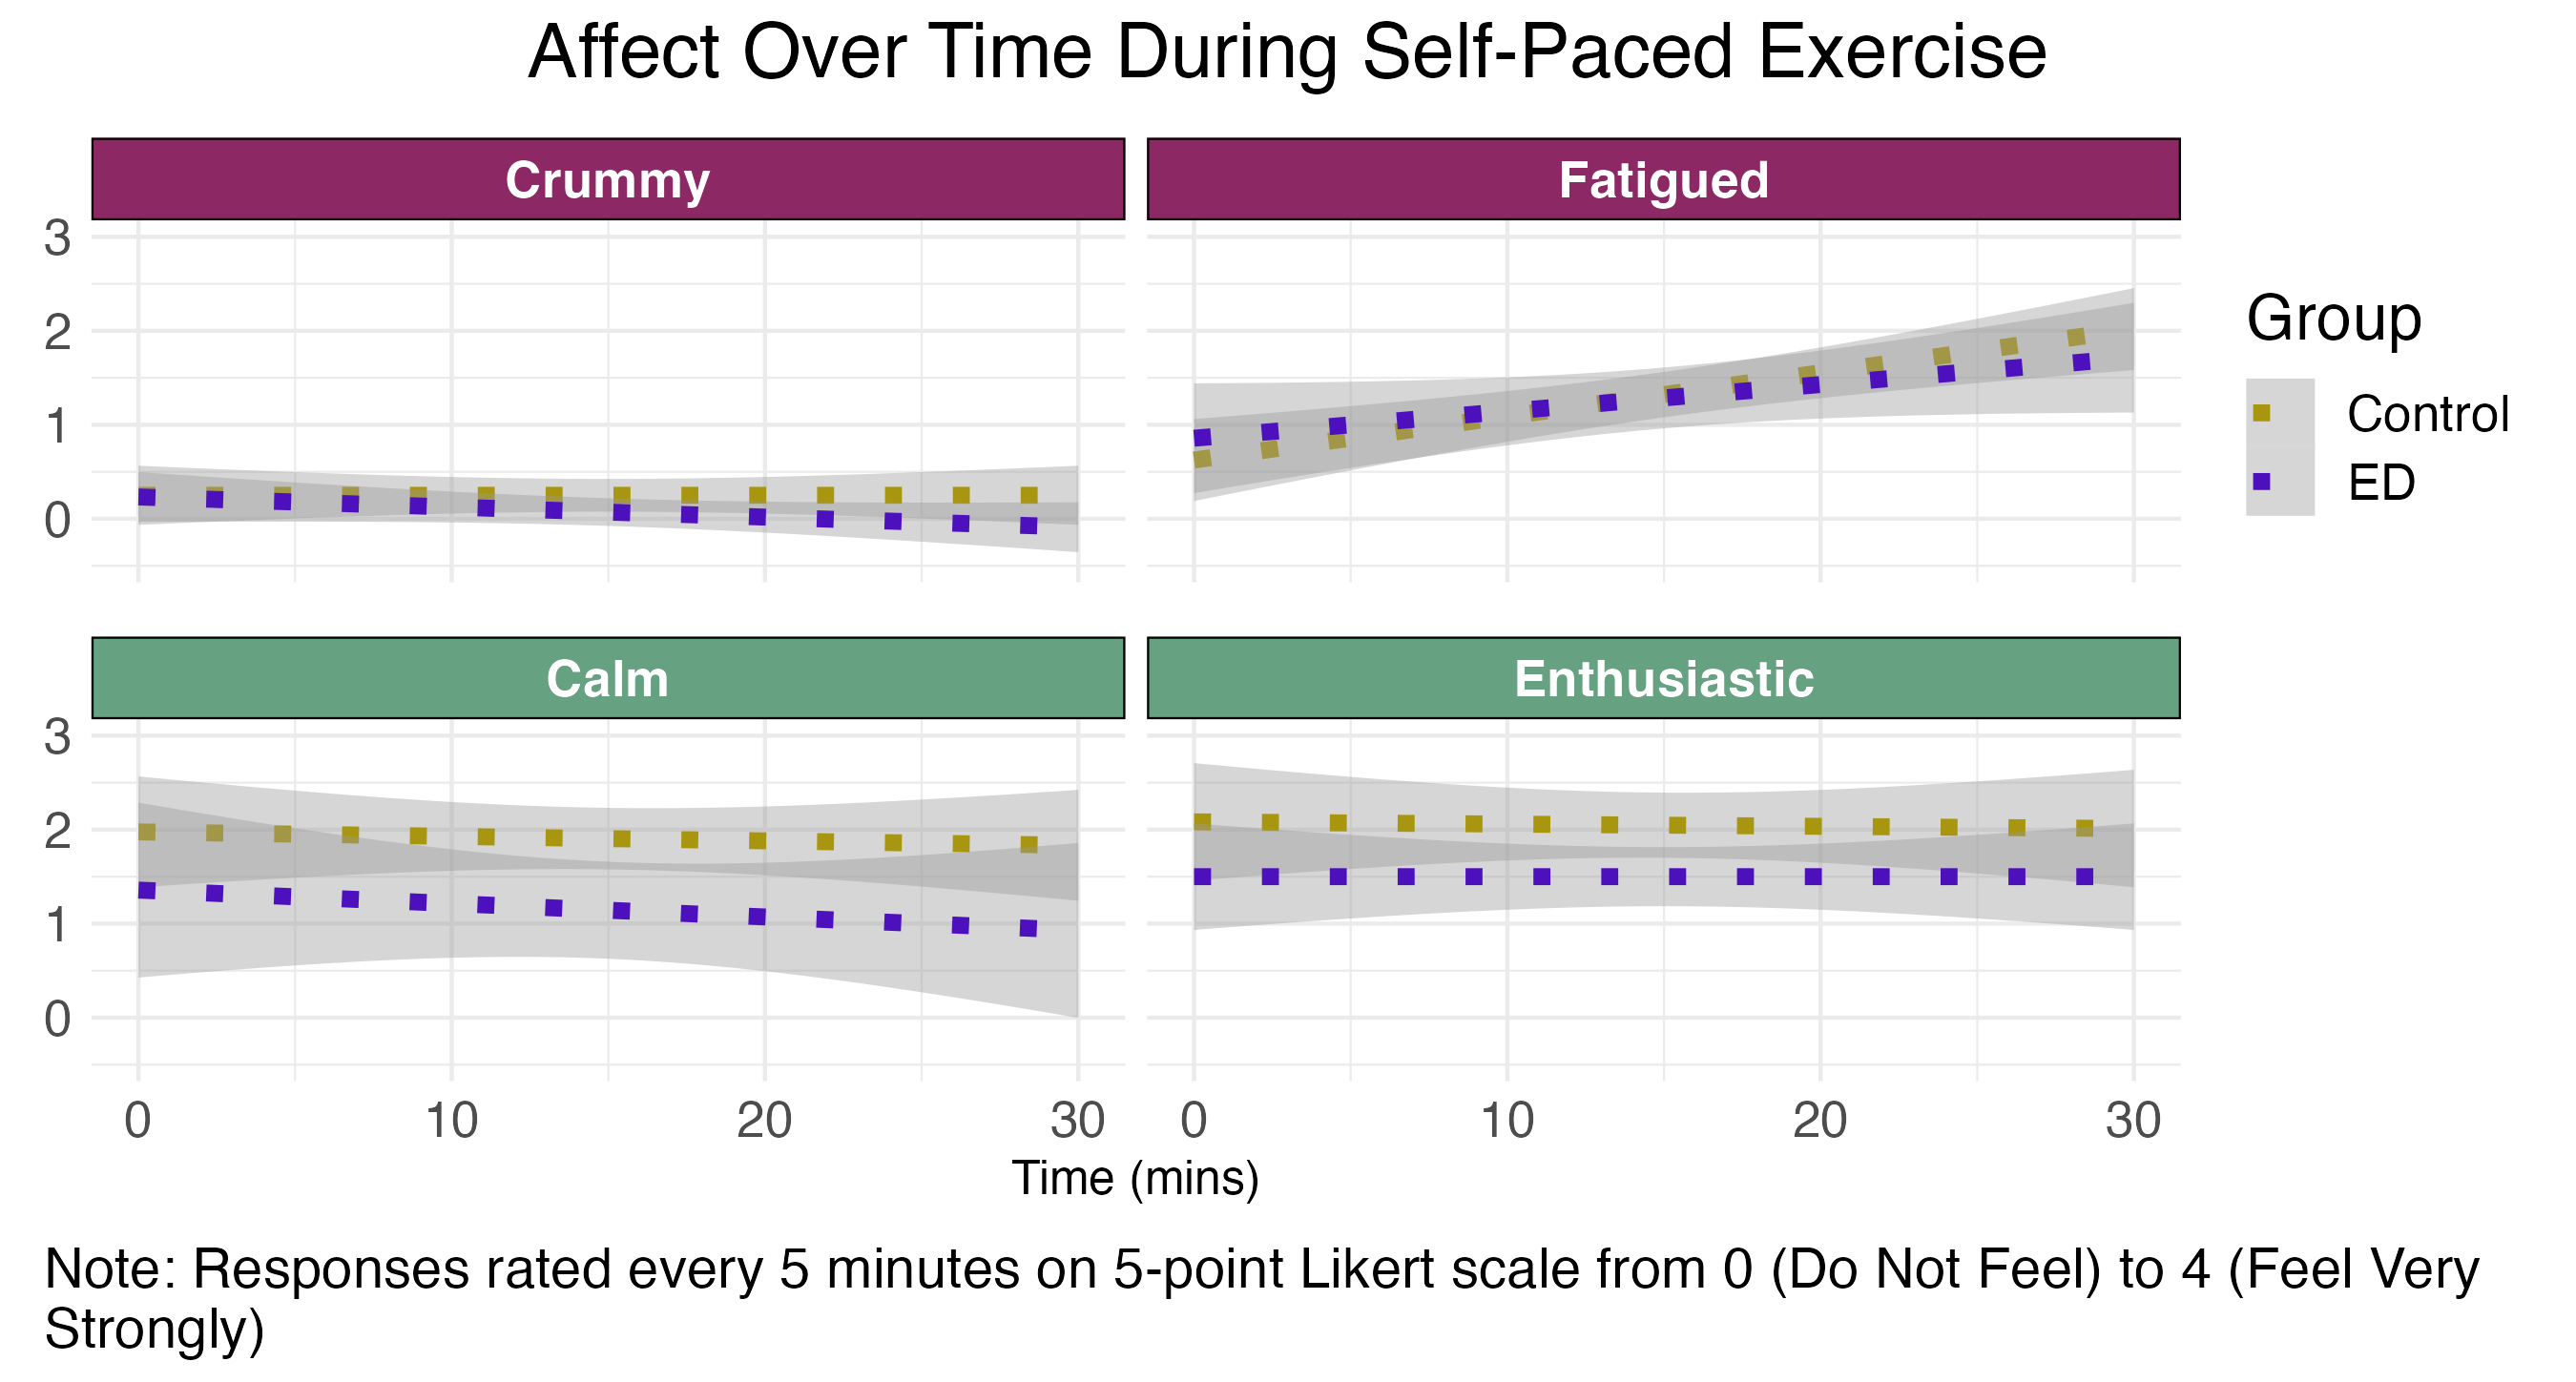 Affect Over Time During Self-Paced Exercise
Crummy
Fatigued
3
2
1
0
Group
Control
ED
Calm
Enthusiastic
3
2
1
0
0 10 20 30 0 10 20 30
Time (mins)
Note: Responses rated every 5 minutes on 5-point Likert scale from 0 (Do Not Feel) to 4 (Feel Very
Strongly)